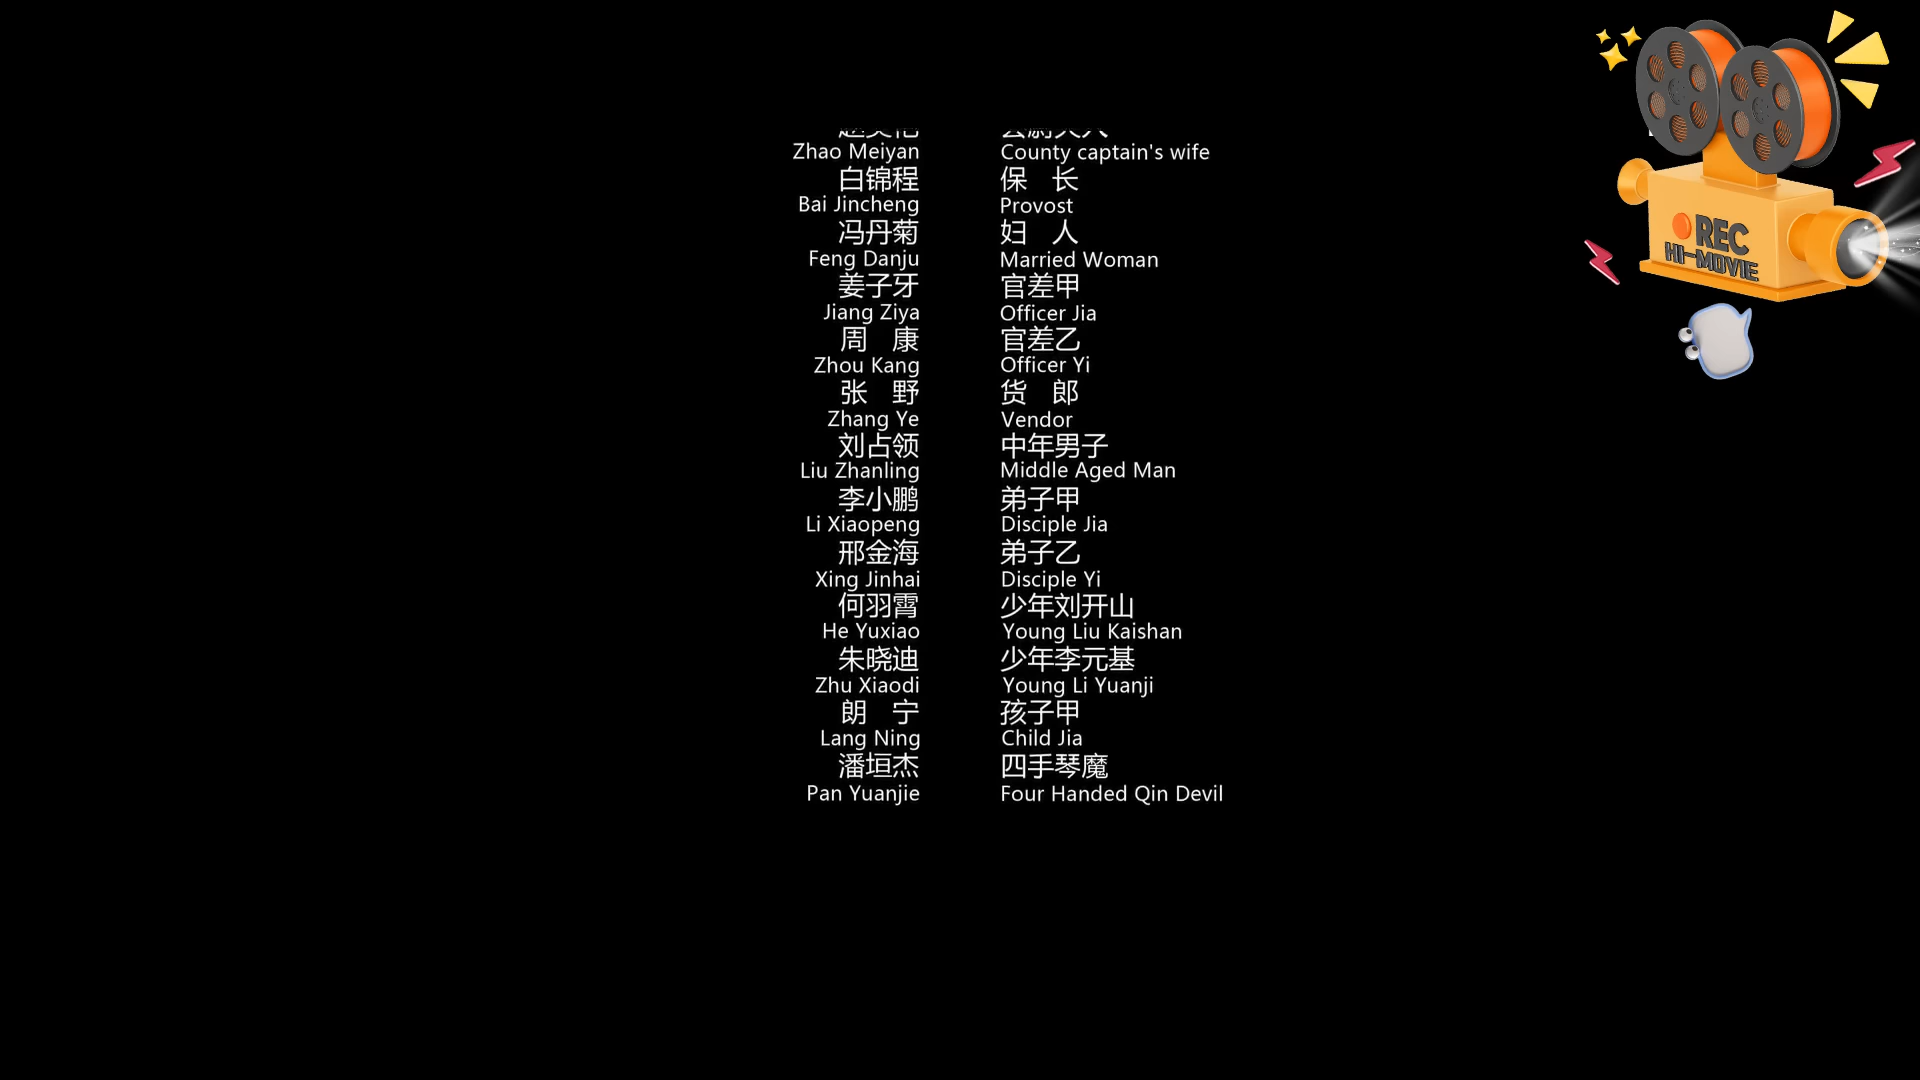 Zhao Meiyan County captain's wife
白锦程 保 长
Bai Jincheng Provost
冯丹菊 妇 人
Feng Danju Married Woman
姜子牙 官差甲
Jiang Ziya Officer Jia
周 康 官差乙
Zhou Kang Officer Yi
张 野 货 郎
Zhang Ye Vendor
刘占领 中年男子
Liu Zhanling Middle Aged Man
李小鹏 弟子甲
Li Xiaopeng Disciple Jia
邢金海 弟子乙
Xing Jinhai Disciple Yi
何羽霄 少年刘开山
He Yuxiao Young Liu Kaishan
朱晓迪 少年李元基
Zhu Xiaodi Young Li Yuanji
朗 宁 孩子甲
Lang Ning Child Jia
潘垣杰 四手琴魔
Pan Yuanjie Four Handed Qin Devil
REC
HI-MOVIE